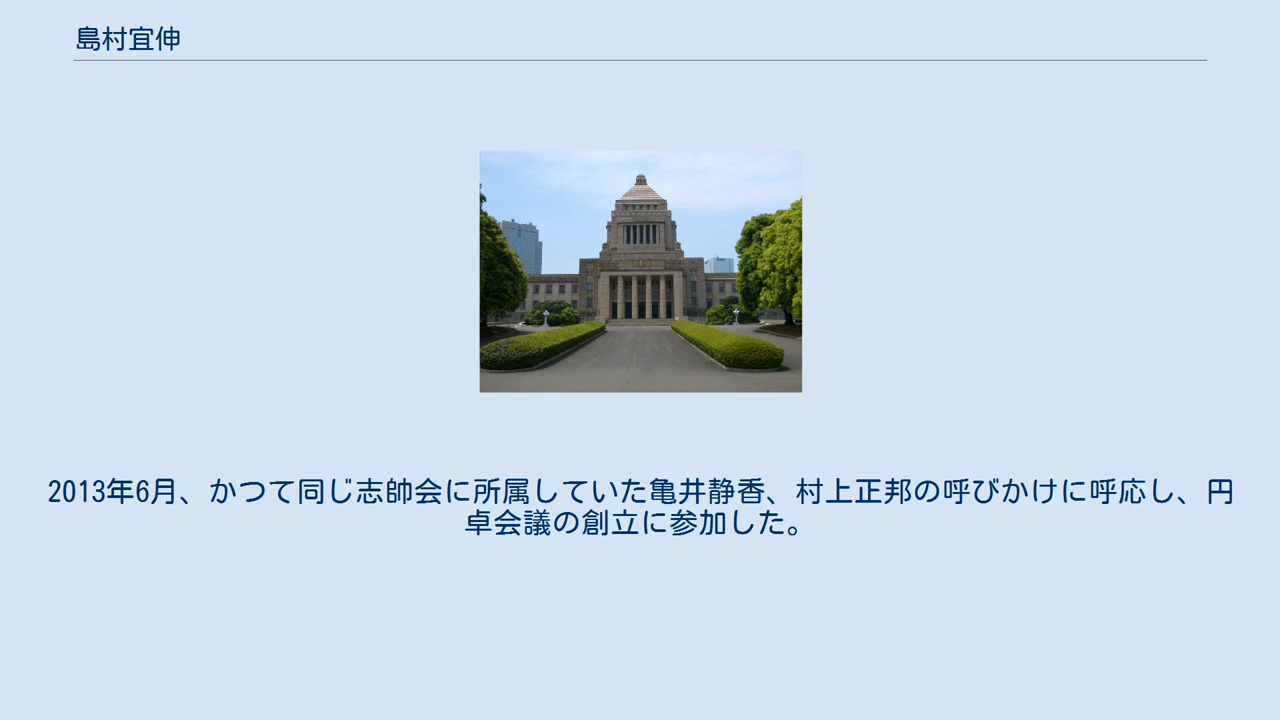 島村宜伸
2013年6月、かつて同じ志帥会に所属していた亀井静香、村上正邦の呼びかけに呼応し、円
卓会議の創立に参加した。